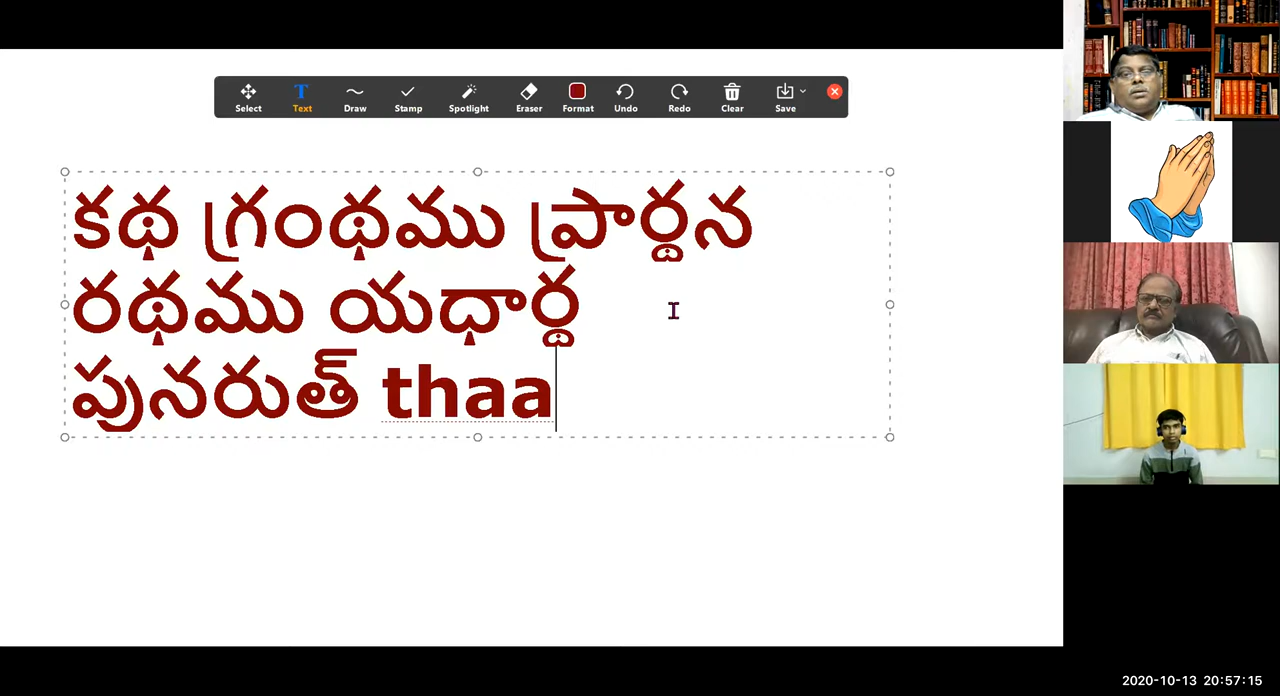 Select Text Draw Stamp Spotlight Eraser Format Undo Redo Clear Save
కథ గ్రంథము ప్రార్థన
రథము యధార్థ
పునరుత్ thaa
2020-10-13 20:57:15